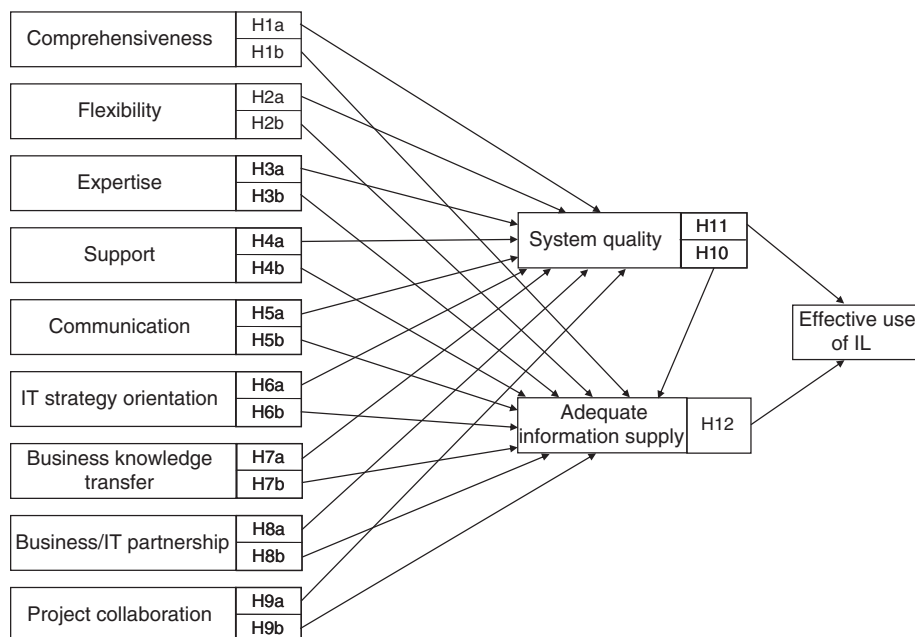 Comprehensiveness
H1a
H1b
Flexibility
H2a
H2b
Expertise
H3a
H3b
Support
H4a
H4b
Communication
H5a
H5b
IT strategy orientation
H6a
H6b
Business knowledge
transfer
H7a
H7b
Business/IT partnership
H8a
H8b
Project collaboration
H9a
H9b
System quality
H11
H10
Adequate
information supply
H12
Effective use
of IL